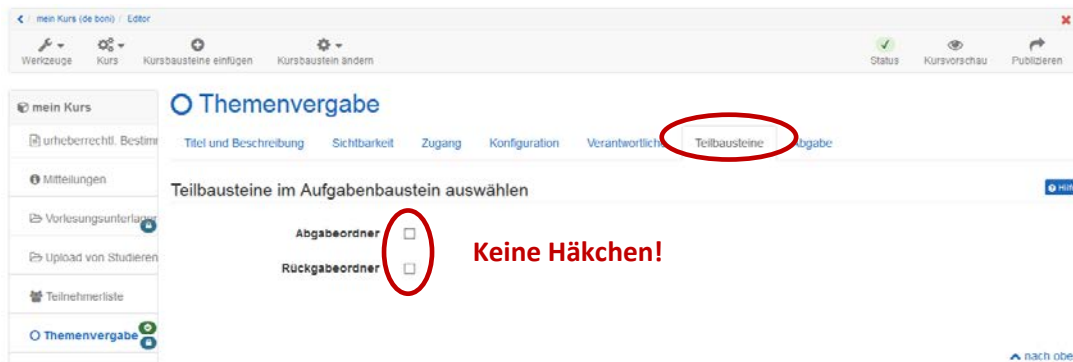 mein Kurs (de boni) / Editor
Werkzeuge Kurs Kursbausteine einfügen Kursbaustein ändern Status Kursvorschau Publizieren
mein Kurs
Themenvergabe
urheberrechtl. Bestim
Titel und Beschreibung Sichtbarkeit Zugang Konfiguration Verantwortliche Teilbausteine Abgabe
Mitteilungen
Teilbausteine im Aufgabenbaustein auswählen
Hilf
Vorlesungsunterlagen
Abgabeordner
Keine Häkchen!
Upload von Studieren
Rückgabeordner
Teilnehmerliste
Themenvergabe
nach obe